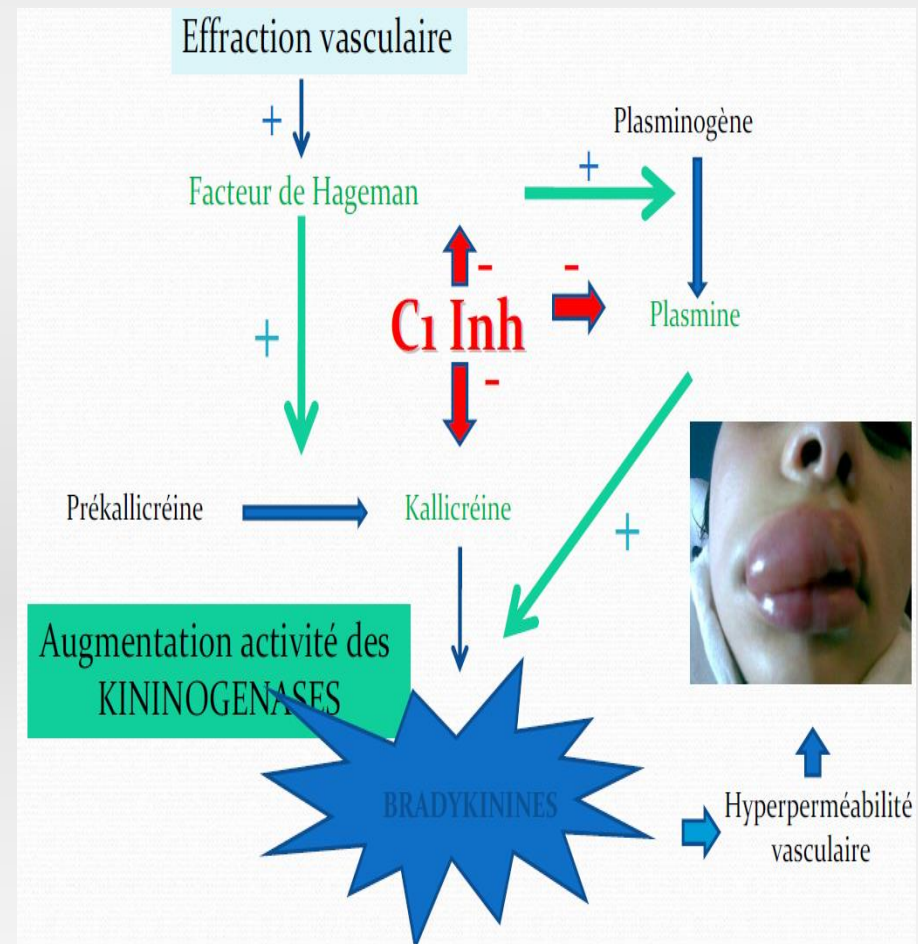 Effraction vasculaire
+
Plasminogène
+
Facteur de Hageman
- -
C1 Inh
Plasmine
+
-
Prékallicréine
Kallicréine
+
Augmentation activité des
KININOGENASES
BRADYKININES
Hyperperméabilité
vasculaire